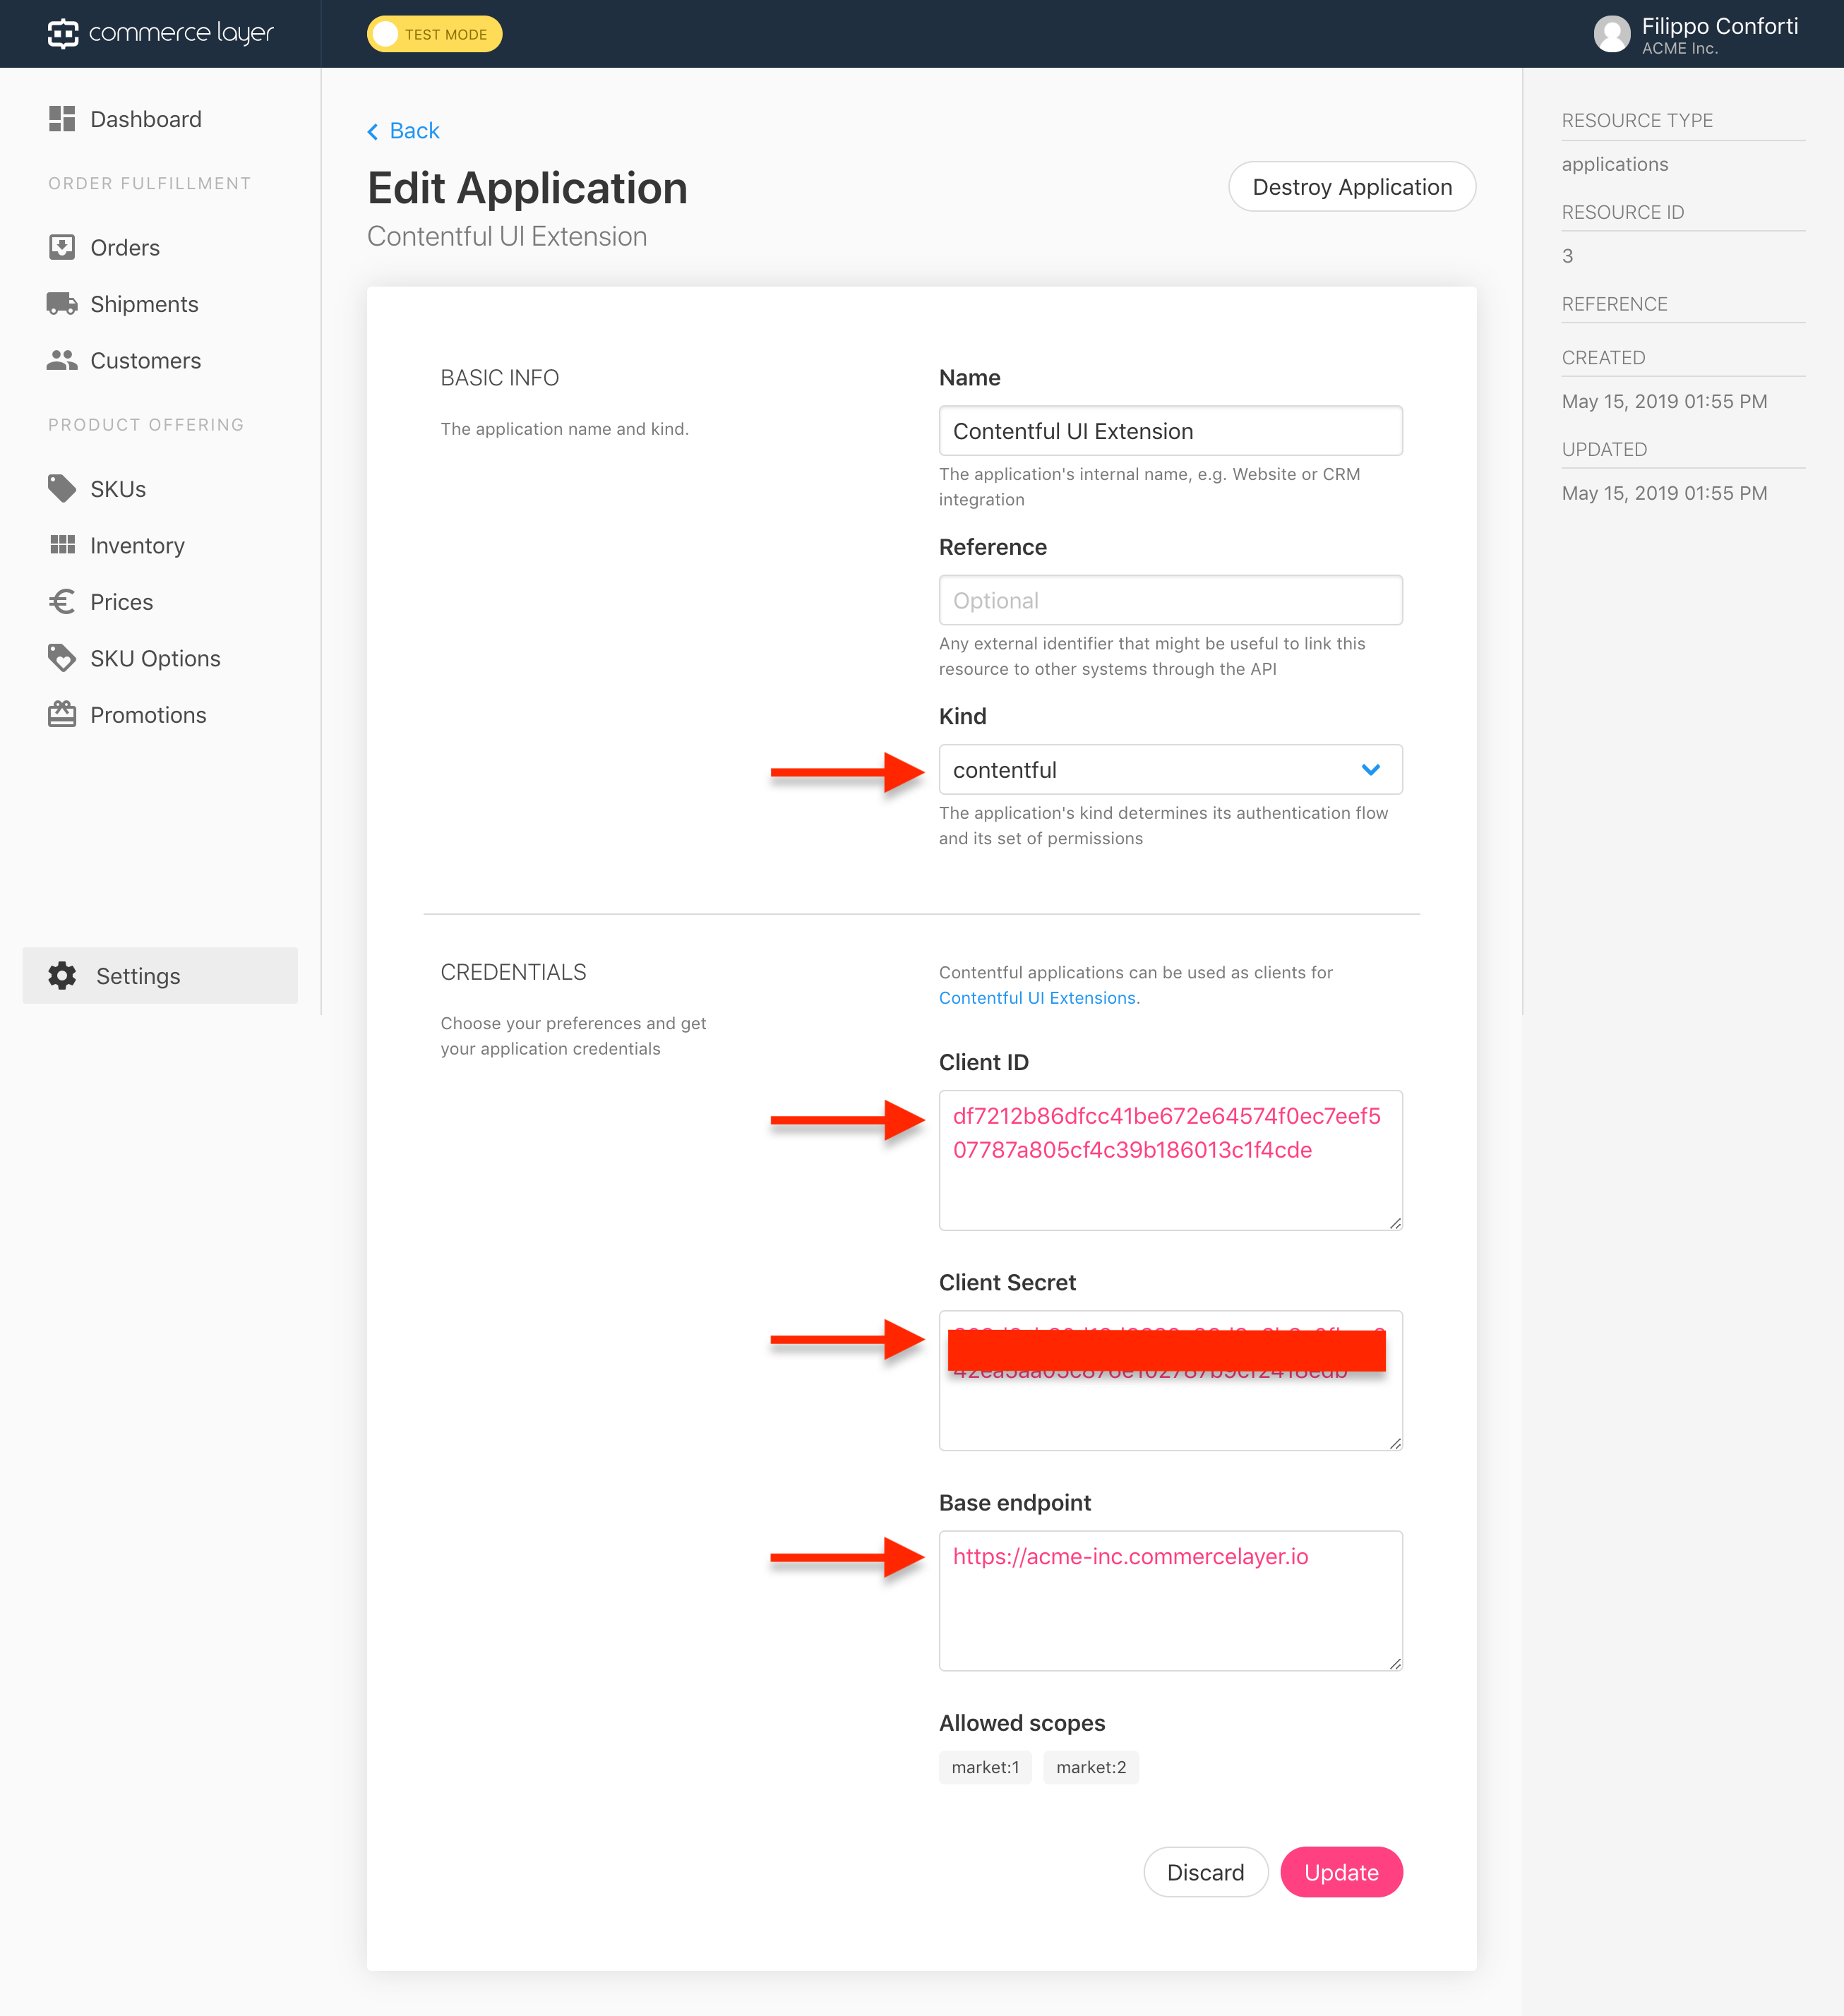 commerce layer
TEST MODE
Filippo Conforti
ACME Inc.
Dashboard
ORDER FULFILLMENT
Orders
Shipments
Customers
PRODUCT OFFERING
SKUs
Inventory
Prices
SKU Options
Promotions
Settings
Back
Edit Application
Contentful UI Extension
Destroy Application
BASIC INFO
The application name and kind.
Name
Contentful UI Extension
The application's internal name, e.g. Website or CRM
integration
Reference
Optional
Any external identifier that might be useful to link this
resource to other systems through the API
Kind
contentful
The application's kind determines its authentication flow
and its set of permissions
CREDENTIALS
Choose your preferences and get
your application credentials
Contentful applications can be used as clients for
Contentful UI Extensions.
Client ID
df7212b86dfcc41be672e64574f0ec7eef5
07787a805cf4c39b186013c1f4cde
Client Secret
Base endpoint
https://acme-inc.commercelayer.io
Allowed scopes
market:1 market:2
Discard
Update
RESOURCE TYPE
applications
RESOURCE ID
3
REFERENCE
CREATED
May 15, 2019 01:55 PM
UPDATED
May 15, 2019 01:55 PM